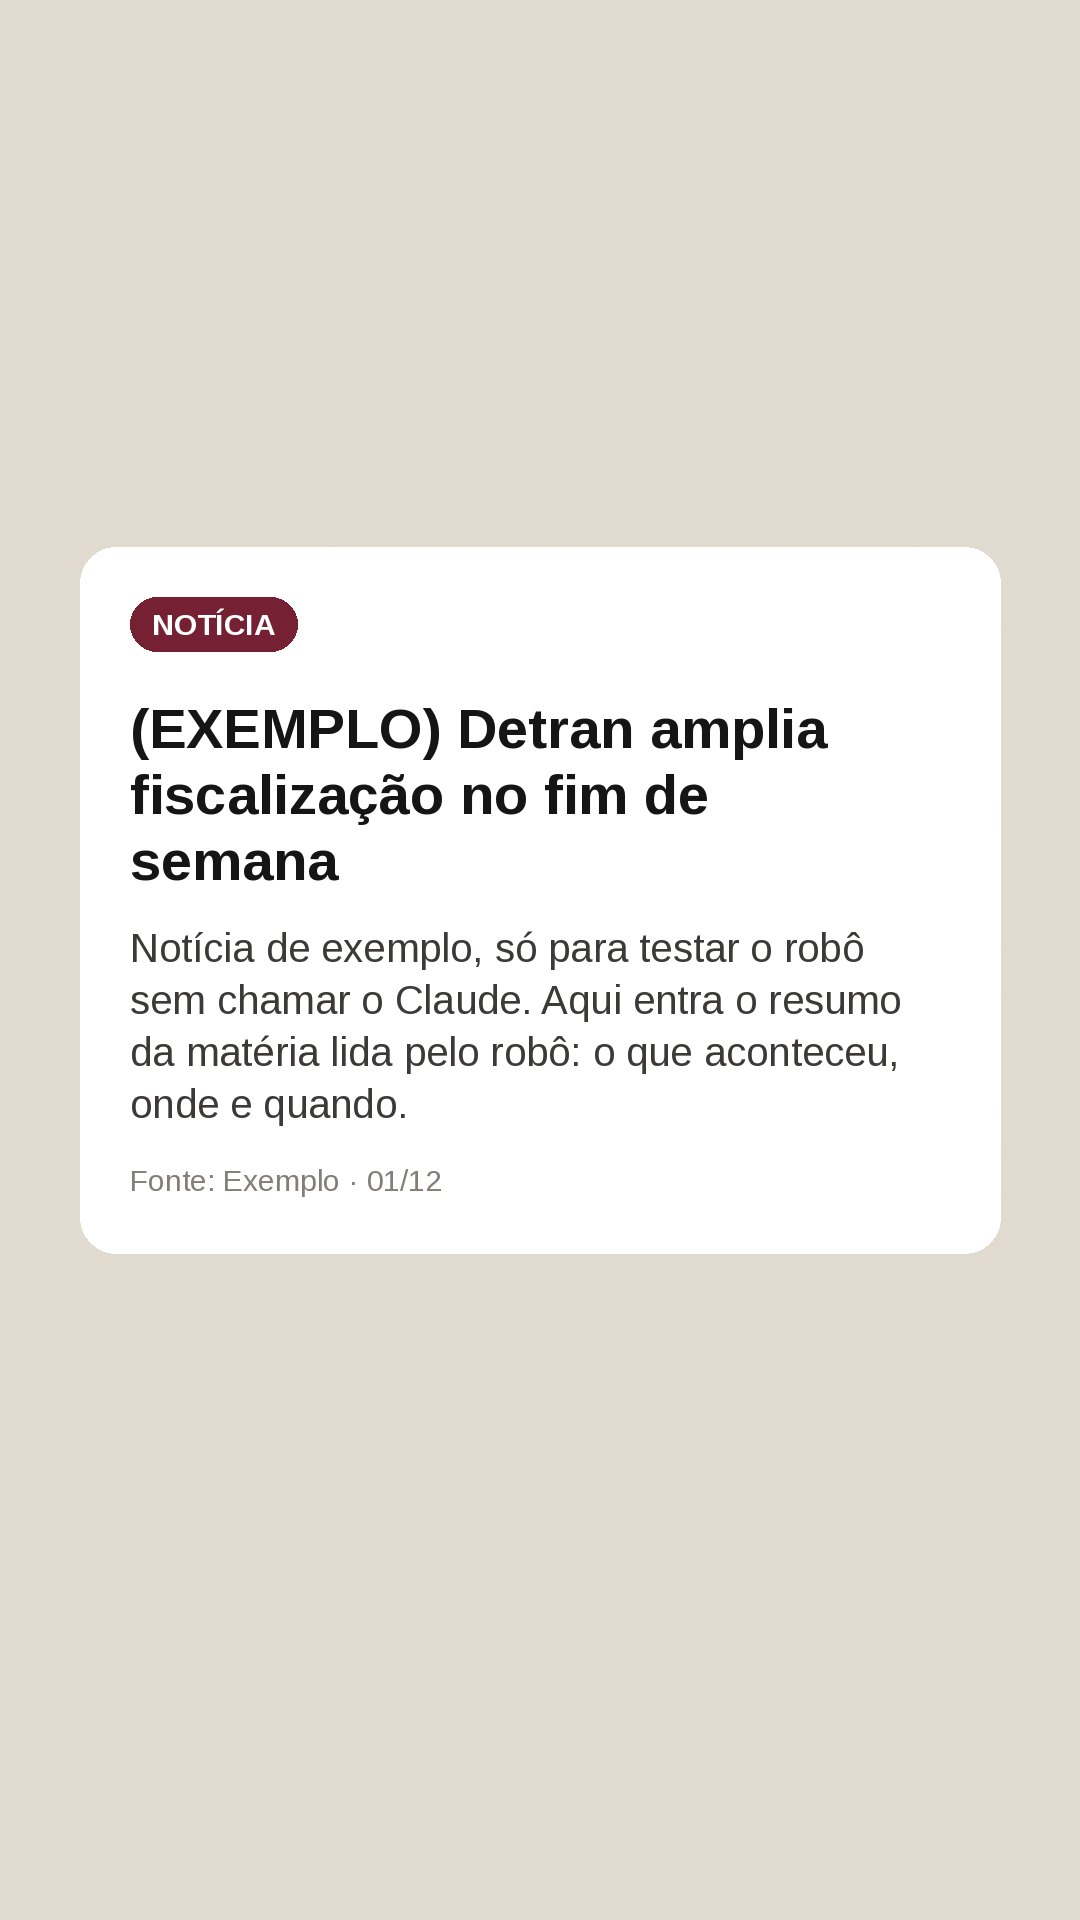 NOTÍCIA
(EXEMPLO) Detran amplia
fiscalização no fim de
semana
Notícia de exemplo, só para testar o robô
sem chamar o Claude. Aqui entra o resumo
da matéria lida pelo robô: o que aconteceu,
onde e quando.
Fonte: Exemplo · 01/12